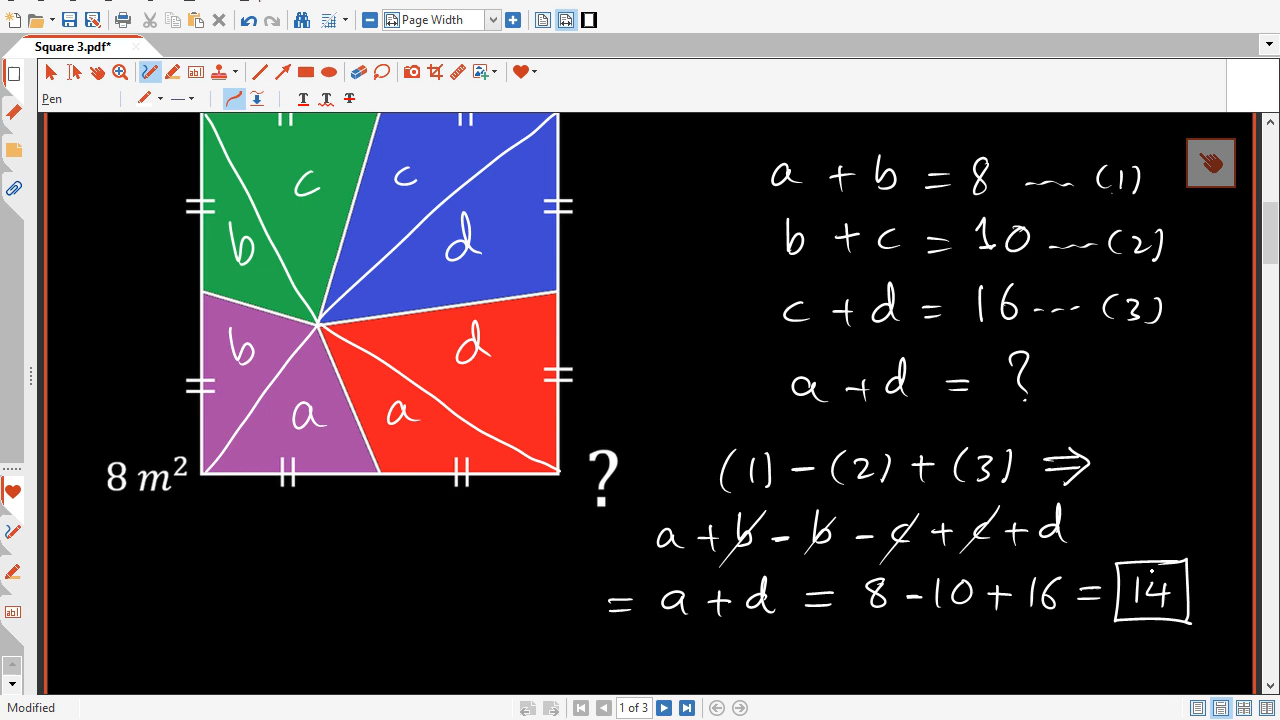 Page Width
Square 3.pdf*
Pen
c c
b d
b d
a a
8 m²
?
a + b = 8 ---- (1)
b + c = 10 ---- (2)
c + d = 16 --- (3)
a + d = ?
(1) - (2) + (3) ⇒
a + b - b - c + c + d
= a + d = 8 - 10 + 16 = 14
Modified
1 of 3